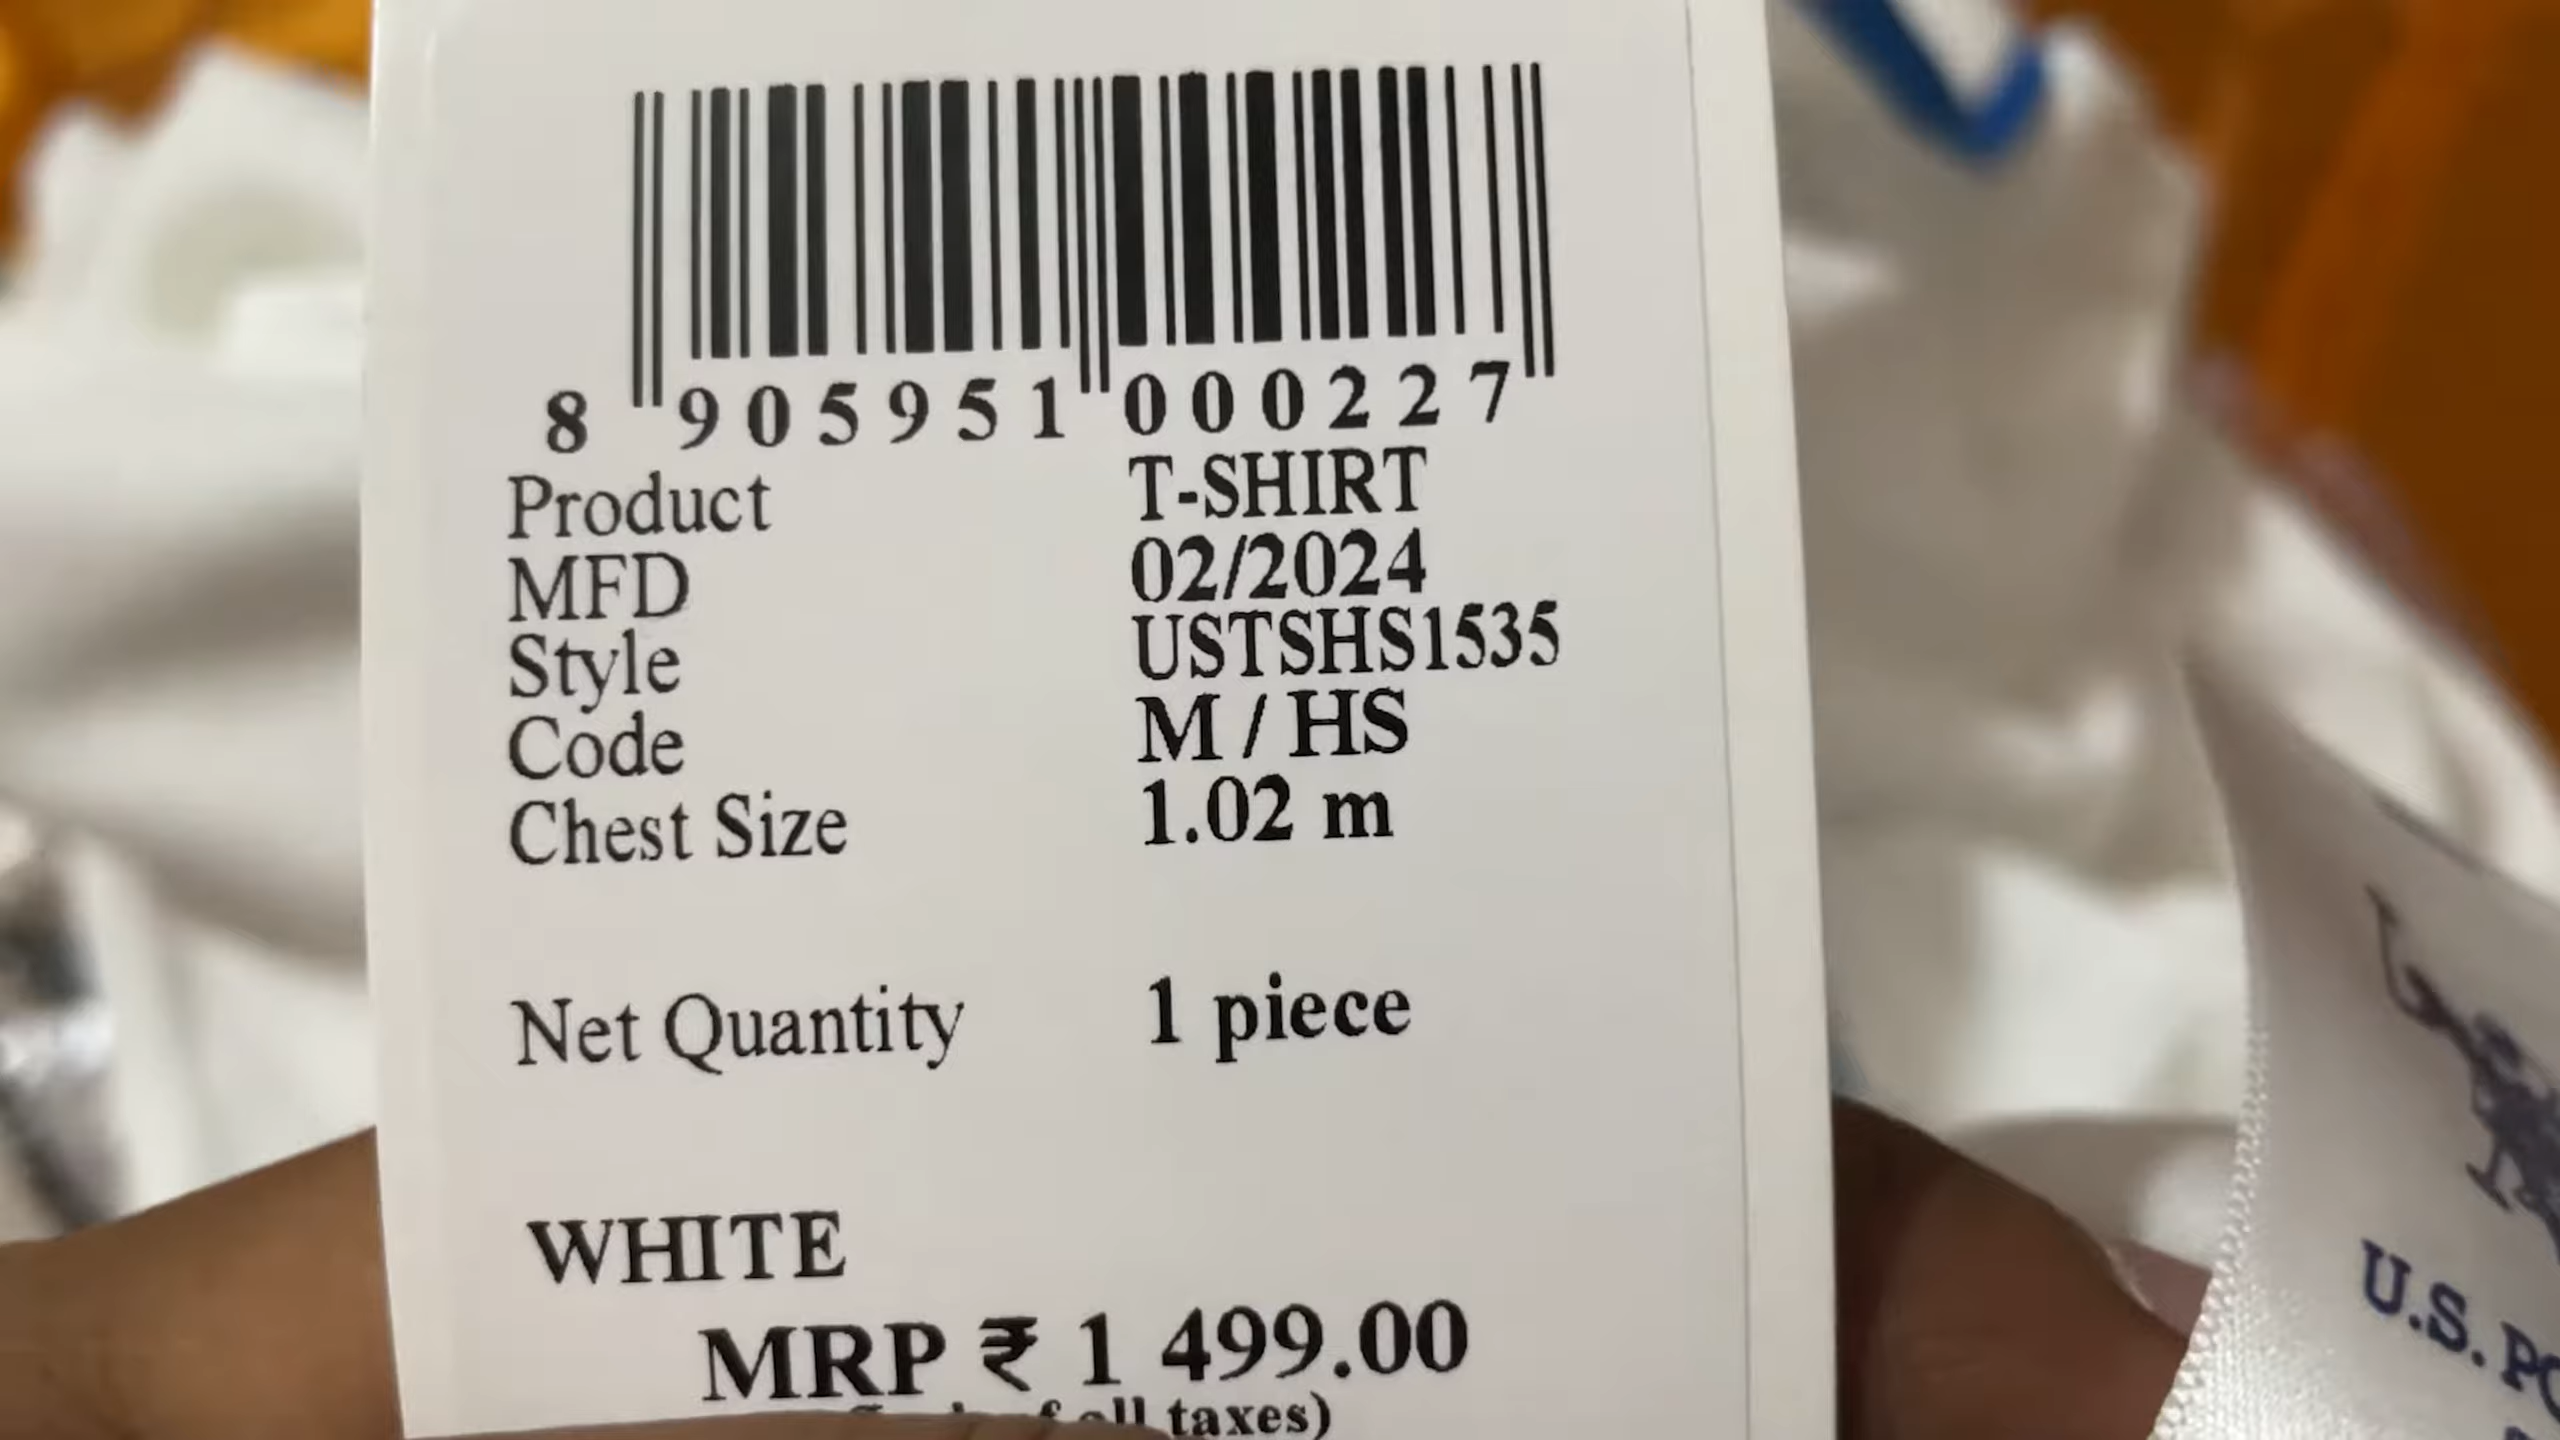 8 905951 000227
Product T-SHIRT
MFD 02/2024
Style USTSHS1535
Code M / HS
Chest Size 1.02 m
Net Quantity 1 piece
WHITE
MRP ₹ 1 499.00
all taxes)
U.S.